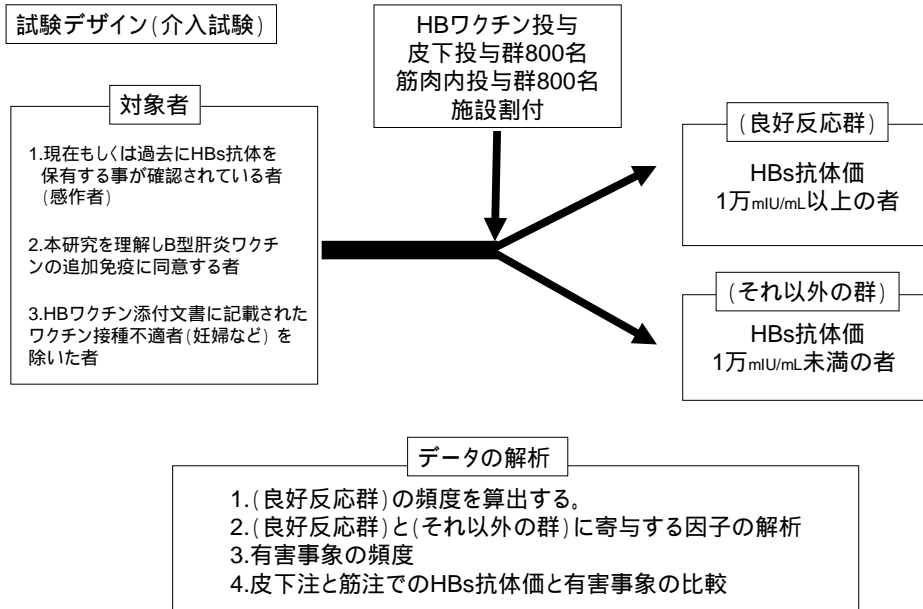 試験デザイン(介入試験)
HBワクチン投与
皮下投与群800名
筋肉内投与群800名
施設割付
対象者
1.現在もしくは過去にHBs抗体を
保有する事が確認されている者
(感作者)
2.本研究を理解しB型肝炎ワクチ
ンの追加免疫に同意する者
3.HBワクチン添付文書に記載された
ワクチン接種不適者(妊婦など) を
除いた者
(良好反応群)
HBs抗体価
1万mIU/mL以上の者
(それ以外の群)
HBs抗体価
1万mIU/mL未満の者
データの解析
1.(良好反応群)の頻度を算出する。
2.(良好反応群)と(それ以外の群)に寄与する因子の解析
3.有害事象の頻度
4.皮下注と筋注でのHBs抗体価と有害事象の比較